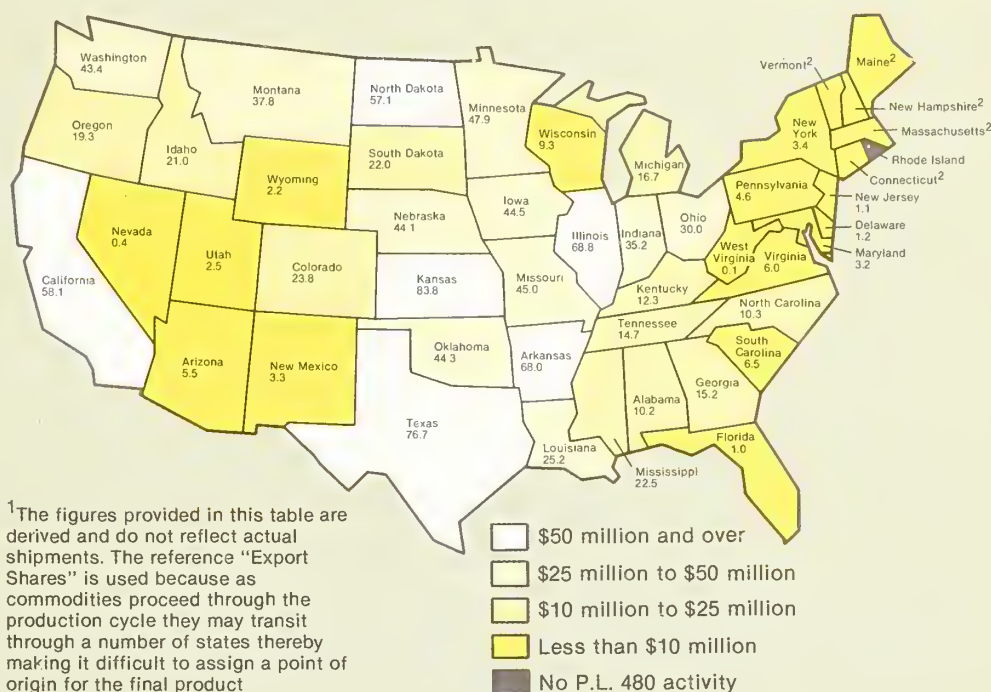 Washington
43.4
Oregon
19.3
California
58.1
Nevada
0.4
Idaho
21.0
Montana
37.8
Wyoming
2.2
Utah
2.5
Arizona
5.5
Colorado
23.8
New Mexico
3.3
North Dakota
57.1
South Dakota
22.0
Nebraska
44.1
Kansas
83.8
Oklahoma
44.3
Texas
76.7
Minnesota
47.9
Iowa
44.5
Missouri
45.0
Arkansas
68.0
Louisiana
25.2
Wisconsin
9.3
Illinois
68.8
Michigan
16.7
Indiana
35.2
Ohio
30.0
Kentucky
12.3
Tennessee
14.7
Mississippi
22.5
Alabama
10.2
Georgia
15.2
Florida
1.0
South
Carolina
6.5
North Carolina
10.3
Virginia
6.0
West
Virginia
0.1
Pennsylvania
4.6
New
York
3.4
Vermont²
Maine²
New Hampshire²
Massachusetts²
Rhode Island
Connecticut²
New Jersey
1.1
Delaware
1.2
Maryland
3.2
¹The figures provided in this table are
derived and do not reflect actual
shipments. The reference “Export
Shares” is used because as
commodities proceed through the
production cycle they may transit
through a number of states thereby
making it difficult to assign a point of
origin for the final product
$50 million and over
$25 million to $50 million
$10 million to $25 million
Less than $10 million
No P.L. 480 activity